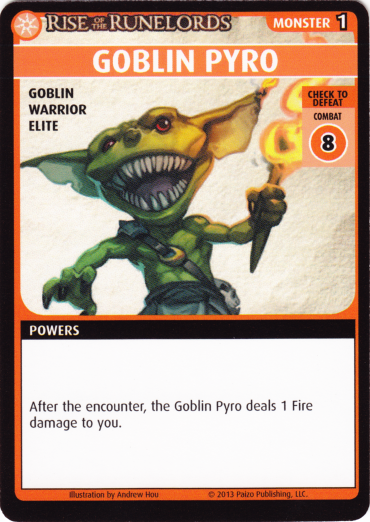 RISE OF THE RUNELORDS
MONSTER 1
GOBLIN PYRO
GOBLIN
WARRIOR
ELITE
CHECK TO
DEFEAT
COMBAT
8
POWERS
After the encounter, the Goblin Pyro deals 1 Fire
damage to you.
Illustration by Andrew Hou
© 2013 Paizo Publishing, LLC.